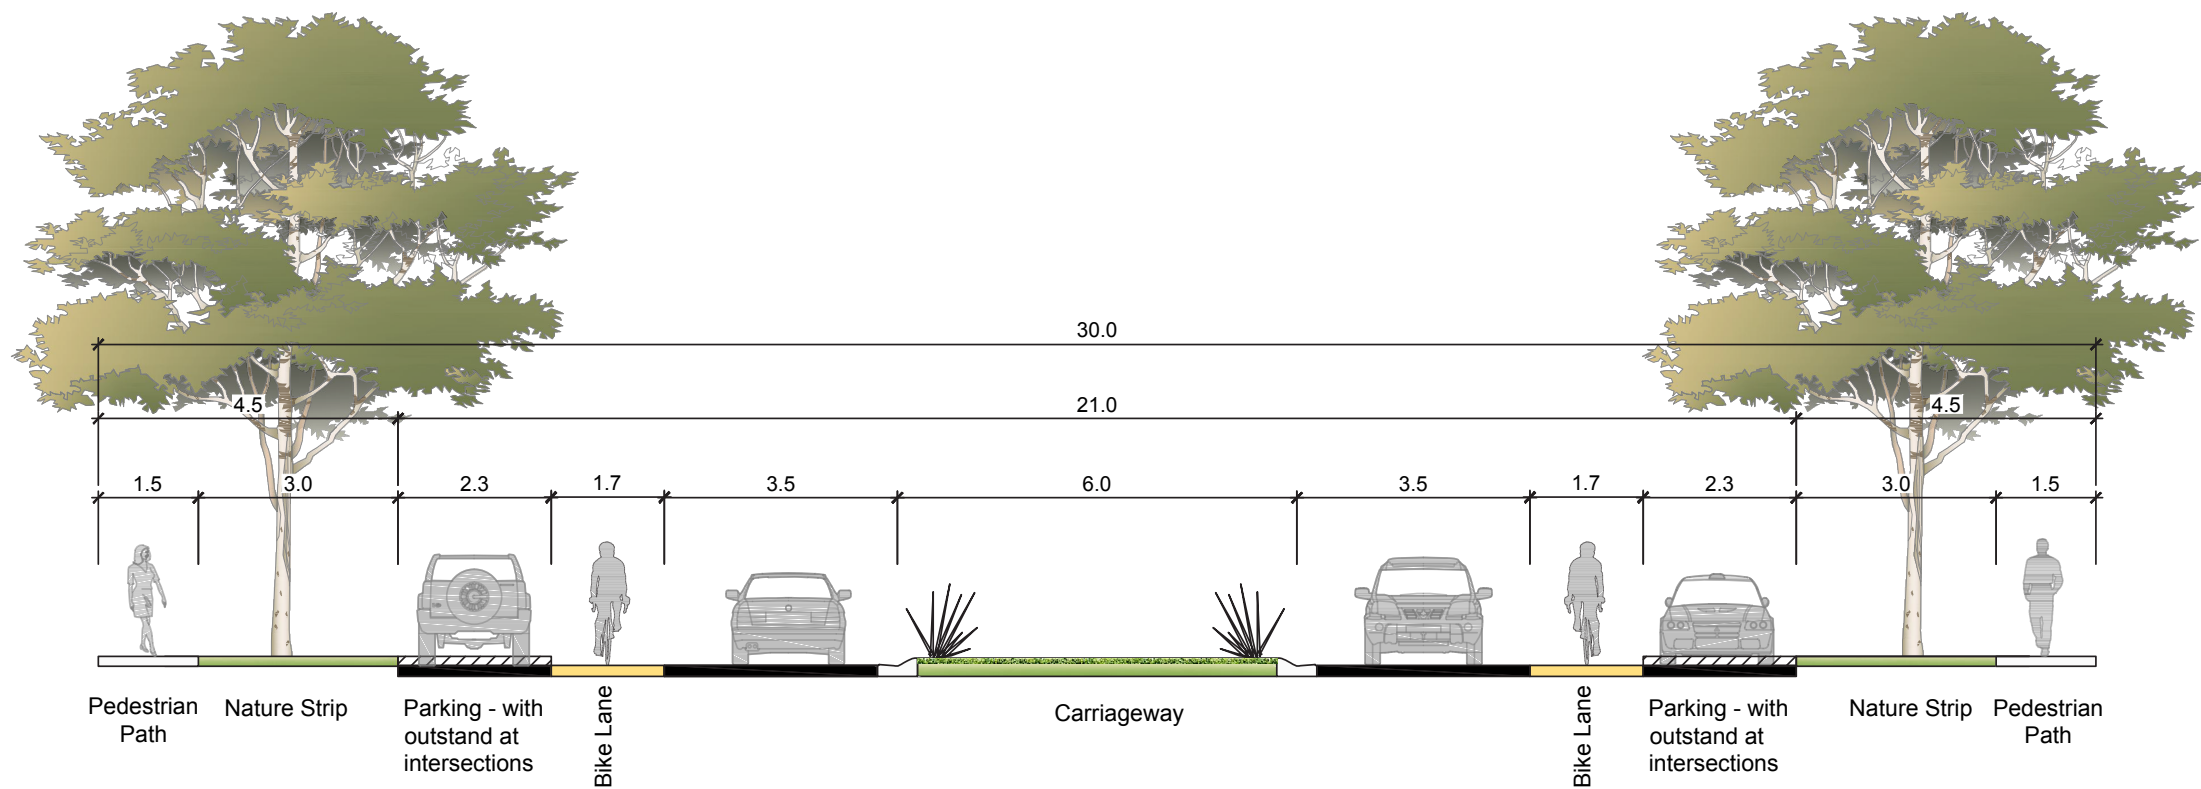 30.0
4.5
21.0
4.5
1.5
3.0
2.3
1.7
3.5
6.0
3.5
1.7
2.3
3.0
1.5
Pedestrian
Path
Nature Strip
Parking - with
outstand at
intersections
Bike Lane
Carriageway
Bike Lane
Parking - with
outstand at
intersections
Nature Strip
Pedestrian
Path